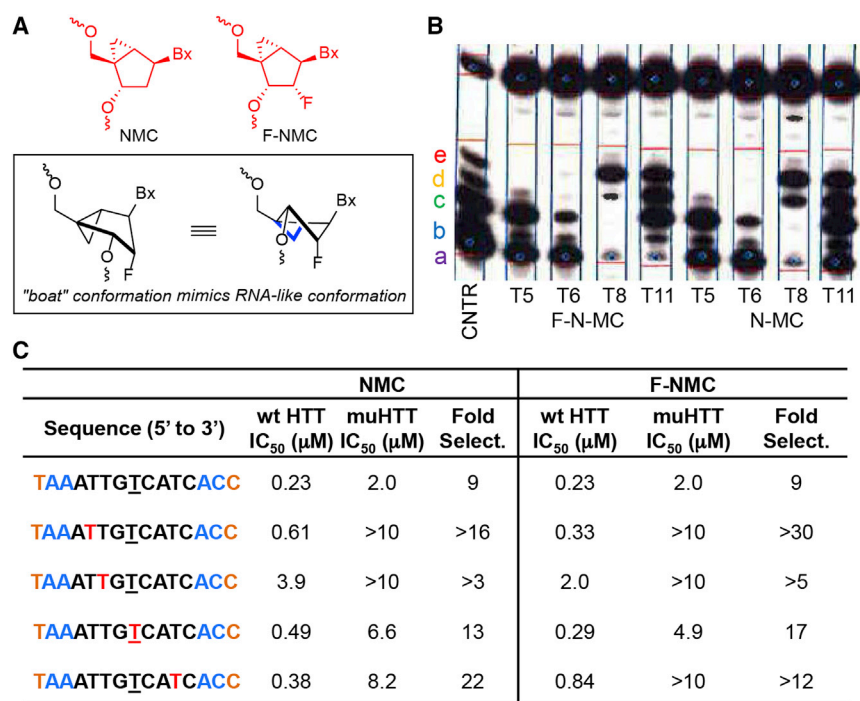 A
B
O
Bx
O
NMC
O
Bx
O
F
F-NMC
O
Bx
O
F
O
Bx
O
F
"boat" conformation mimics RNA-like conformation
e
d
c
b
a
CNTR
T5 T6 T8 T11 T5 T6 T8 T11
F-N-MC N-MC
C
NMC F-NMC
Sequence (5' to 3') wt HTT IC50 (µM) muHTT IC50 (µM) Fold Select. wt HTT IC50 (µM) muHTT IC50 (µM) Fold Select.
TAAATTGTCATCACC 0.23 2.0 9 0.23 2.0 9
TAAATTGTCATCACC 0.61 >10 >16 0.33 >10 >30
TAAATTGTCATCACC 3.9 >10 >3 2.0 >10 >5
TAAATTGTCATCACC 0.49 6.6 13 0.29 4.9 17
TAAATTGTCATCACC 0.38 8.2 22 0.84 >10 >12